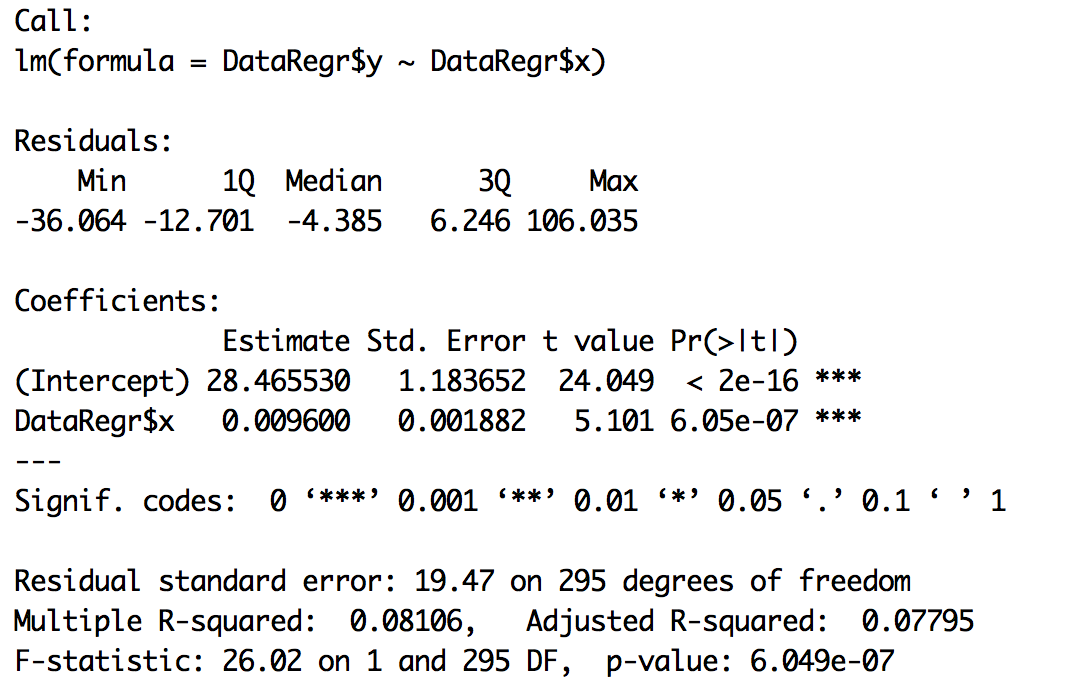 Call:
lm(formula = DataRegr$y ~ DataRegr$x)
Residuals:
    Min      1Q  Median      3Q     Max
-36.064 -12.701  -4.385   6.246 106.035
Coefficients:
             Estimate Std. Error t value Pr(>|t|)
(Intercept) 28.465530   1.183652  24.049  < 2e-16 ***
DataRegr$x   0.009600   0.001882   5.101 6.05e-07 ***
---
Signif. codes:  0 ‘***’ 0.001 ‘**’ 0.01 ‘*’ 0.05 ‘.’ 0.1 ‘ ’ 1
Residual standard error: 19.47 on 295 degrees of freedom
Multiple R-squared:  0.08106,   Adjusted R-squared:  0.07795
F-statistic: 26.02 on 1 and 295 DF,  p-value: 6.049e-07